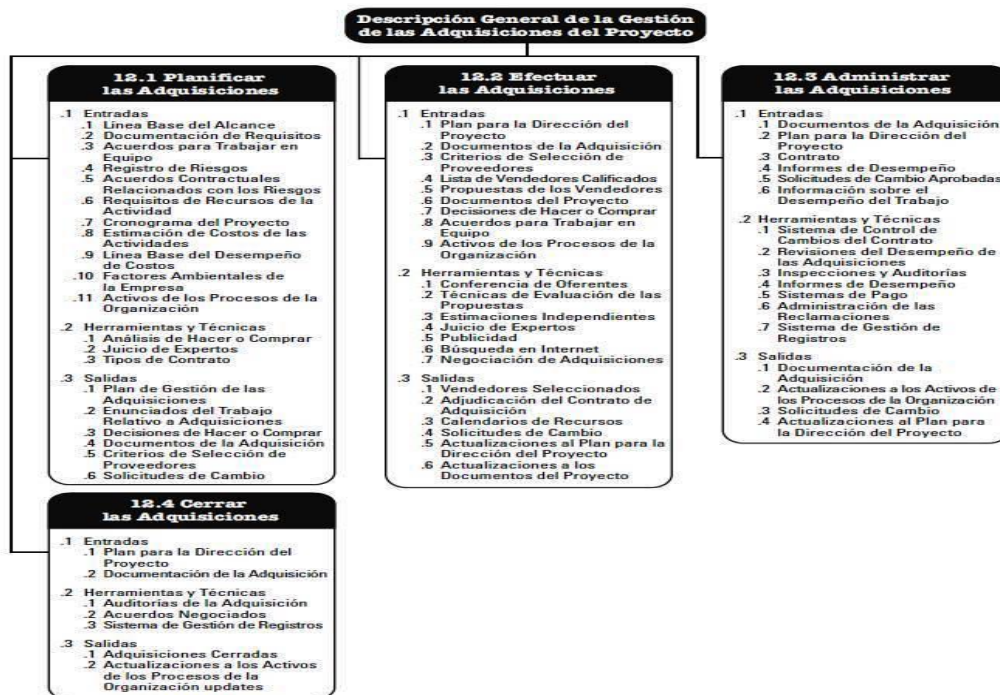 Descripción General de la Gestión
de las Adquisiciones del Proyecto
12.1 Planificar
las Adquisiciones
.1 Entradas
.1 Línea Base del Alcance
.2 Documentación de Requisitos
.3 Acuerdos para Trabajar en
Equipo
.4 Registro de Riesgos
.5 Acuerdos Contractuales
Relacionados con los Riesgos
.6 Requisitos de Recursos de la
Actividad
.7 Cronograma del Proyecto
.8 Estimación de Costos de las
Actividades
.9 Línea Base del Desempeño
de Costos
.10 Factores Ambientales de
la Empresa
.11 Activos de los Procesos de la
Organización
.2 Herramientas y Técnicas
.1 Análisis de Hacer o Comprar
.2 Juicio de Expertos
.3 Tipos de Contrato
.3 Salidas
.1 Plan de Gestión de las
Adquisiciones
.2 Enunciados del Trabajo
Relativo a Adquisiciones
.3 Decisiones de Hacer o Comprar
.4 Documentos de la Adquisición
.5 Criterios de Selección de
Proveedores
.6 Solicitudes de Cambio
12.2 Efectuar
las Adquisiciones
.1 Entradas
.1 Plan para la Dirección del
Proyecto
.2 Documentos de la Adquisición
.3 Criterios de Selección de
Proveedores
.4 Lista de Vendedores Calificados
.5 Propuestas de los Vendedores
.6 Documentos del Proyecto
.7 Decisiones de Hacer o Comprar
.8 Acuerdos para Trabajar en
Equipo
.9 Activos de los Procesos de la
Organización
.2 Herramientas y Técnicas
.1 Conferencia de Oferentes
.2 Técnicas de Evaluación de las
Propuestas
.3 Estimaciones Independientes
.4 Juicio de Expertos
.5 Publicidad
.6 Búsqueda en Internet
.7 Negociación de Adquisiciones
.3 Salidas
.1 Vendedores Seleccionados
.2 Adjudicación del Contrato de
Adquisición
.3 Calendarios de Recursos
.4 Solicitudes de Cambio
.5 Actualizaciones al Plan para la
Dirección del Proyecto
.6 Actualizaciones a los
Documentos del Proyecto
12.3 Administrar
las Adquisiciones
.1 Entradas
.1 Documentos de la Adquisición
.2 Plan para la Dirección del
Proyecto
.3 Contrato
.4 Informes de Desempeño
.5 Solicitudes de Cambio Aprobadas
.6 Información sobre el
Desempeño del Trabajo
.2 Herramientas y Técnicas
.1 Sistema de Control de
Cambios del Contrato
.2 Revisiones del Desempeño de
las Adquisiciones
.3 Inspecciones y Auditorías
.4 Informes de Desempeño
.5 Sistemas de Pago
.6 Administración de las
Reclamaciones
.7 Sistema de Gestión de
Registros
.3 Salidas
.1 Documentación de la
Adquisición
.2 Actualizaciones a los Activos de
los Procesos de la Organización
.3 Solicitudes de Cambio
.4 Actualizaciones al Plan para
la Dirección del Proyecto
12.4 Cerrar
las Adquisiciones
.1 Entradas
.1 Plan para la Dirección del
Proyecto
.2 Documentación de la Adquisición
.2 Herramientas y Técnicas
.1 Auditorías de la Adquisición
.2 Acuerdos Negociados
.3 Sistema de Gestión de Registros
.3 Salidas
.1 Adquisiciones Cerradas
.2 Actualizaciones a los Activos
de los Procesos de la
Organización updates